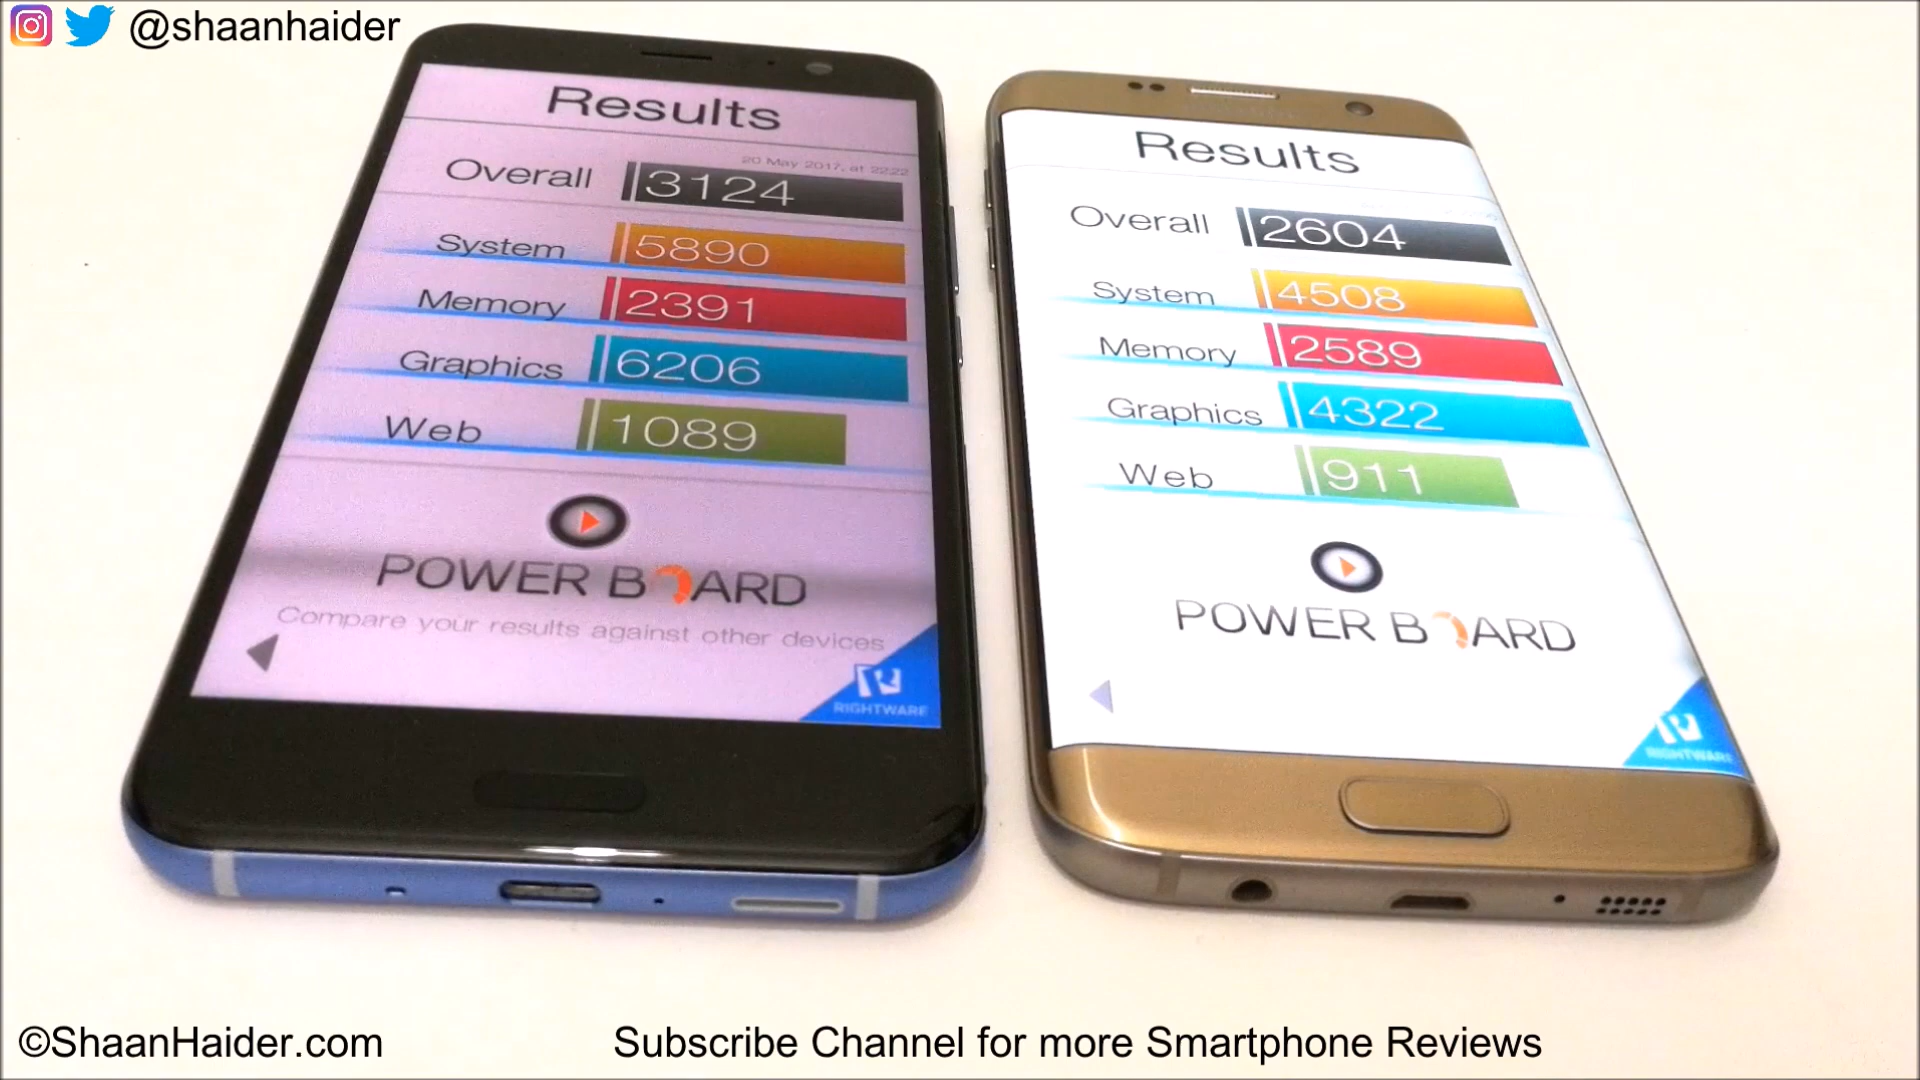 @shaanhaider
Results
20 May 2017, at 22:22
Overall 3124
System 5890
Memory 2391
Graphics 6206
Web 1089
POWER BOARD
Compare your results against other devices
RIGHTWARE
Results
Overall 2604
System 4508
Memory 2589
Graphics 4322
Web 911
POWER BOARD
RIGHTWARE
©ShaanHaider.com
Subscribe Channel for more Smartphone Reviews